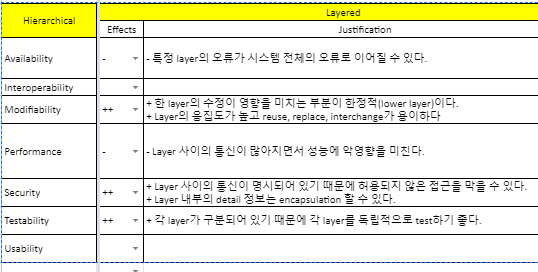 Hierarchical
Layered
Effects
Justification
Availability
-
- 특정 layer의 오류가 시스템 전체의 오류로 이어질 수 있다.
Interoperability
Modifiability
++
+ 한 layer의 수정이 영향을 미치는 부분이 한정적(lower layer)이다.
+ Layer의 응집도가 높고 reuse, replace, interchange가 용이하다
Performance
-
- Layer 사이의 통신이 많아지면서 성능에 악영향을 미친다.
Security
++
+ Layer 사이의 통신이 명시되어 있기 때문에 허용되지 않은 접근을 막을 수 있다.
+ Layer 내부의 detail 정보는 encapsulation 할 수 있다.
Testability
++
+ 각 layer가 구분되어 있기 때문에 각 layer를 독립적으로 test하기 좋다.
Usability